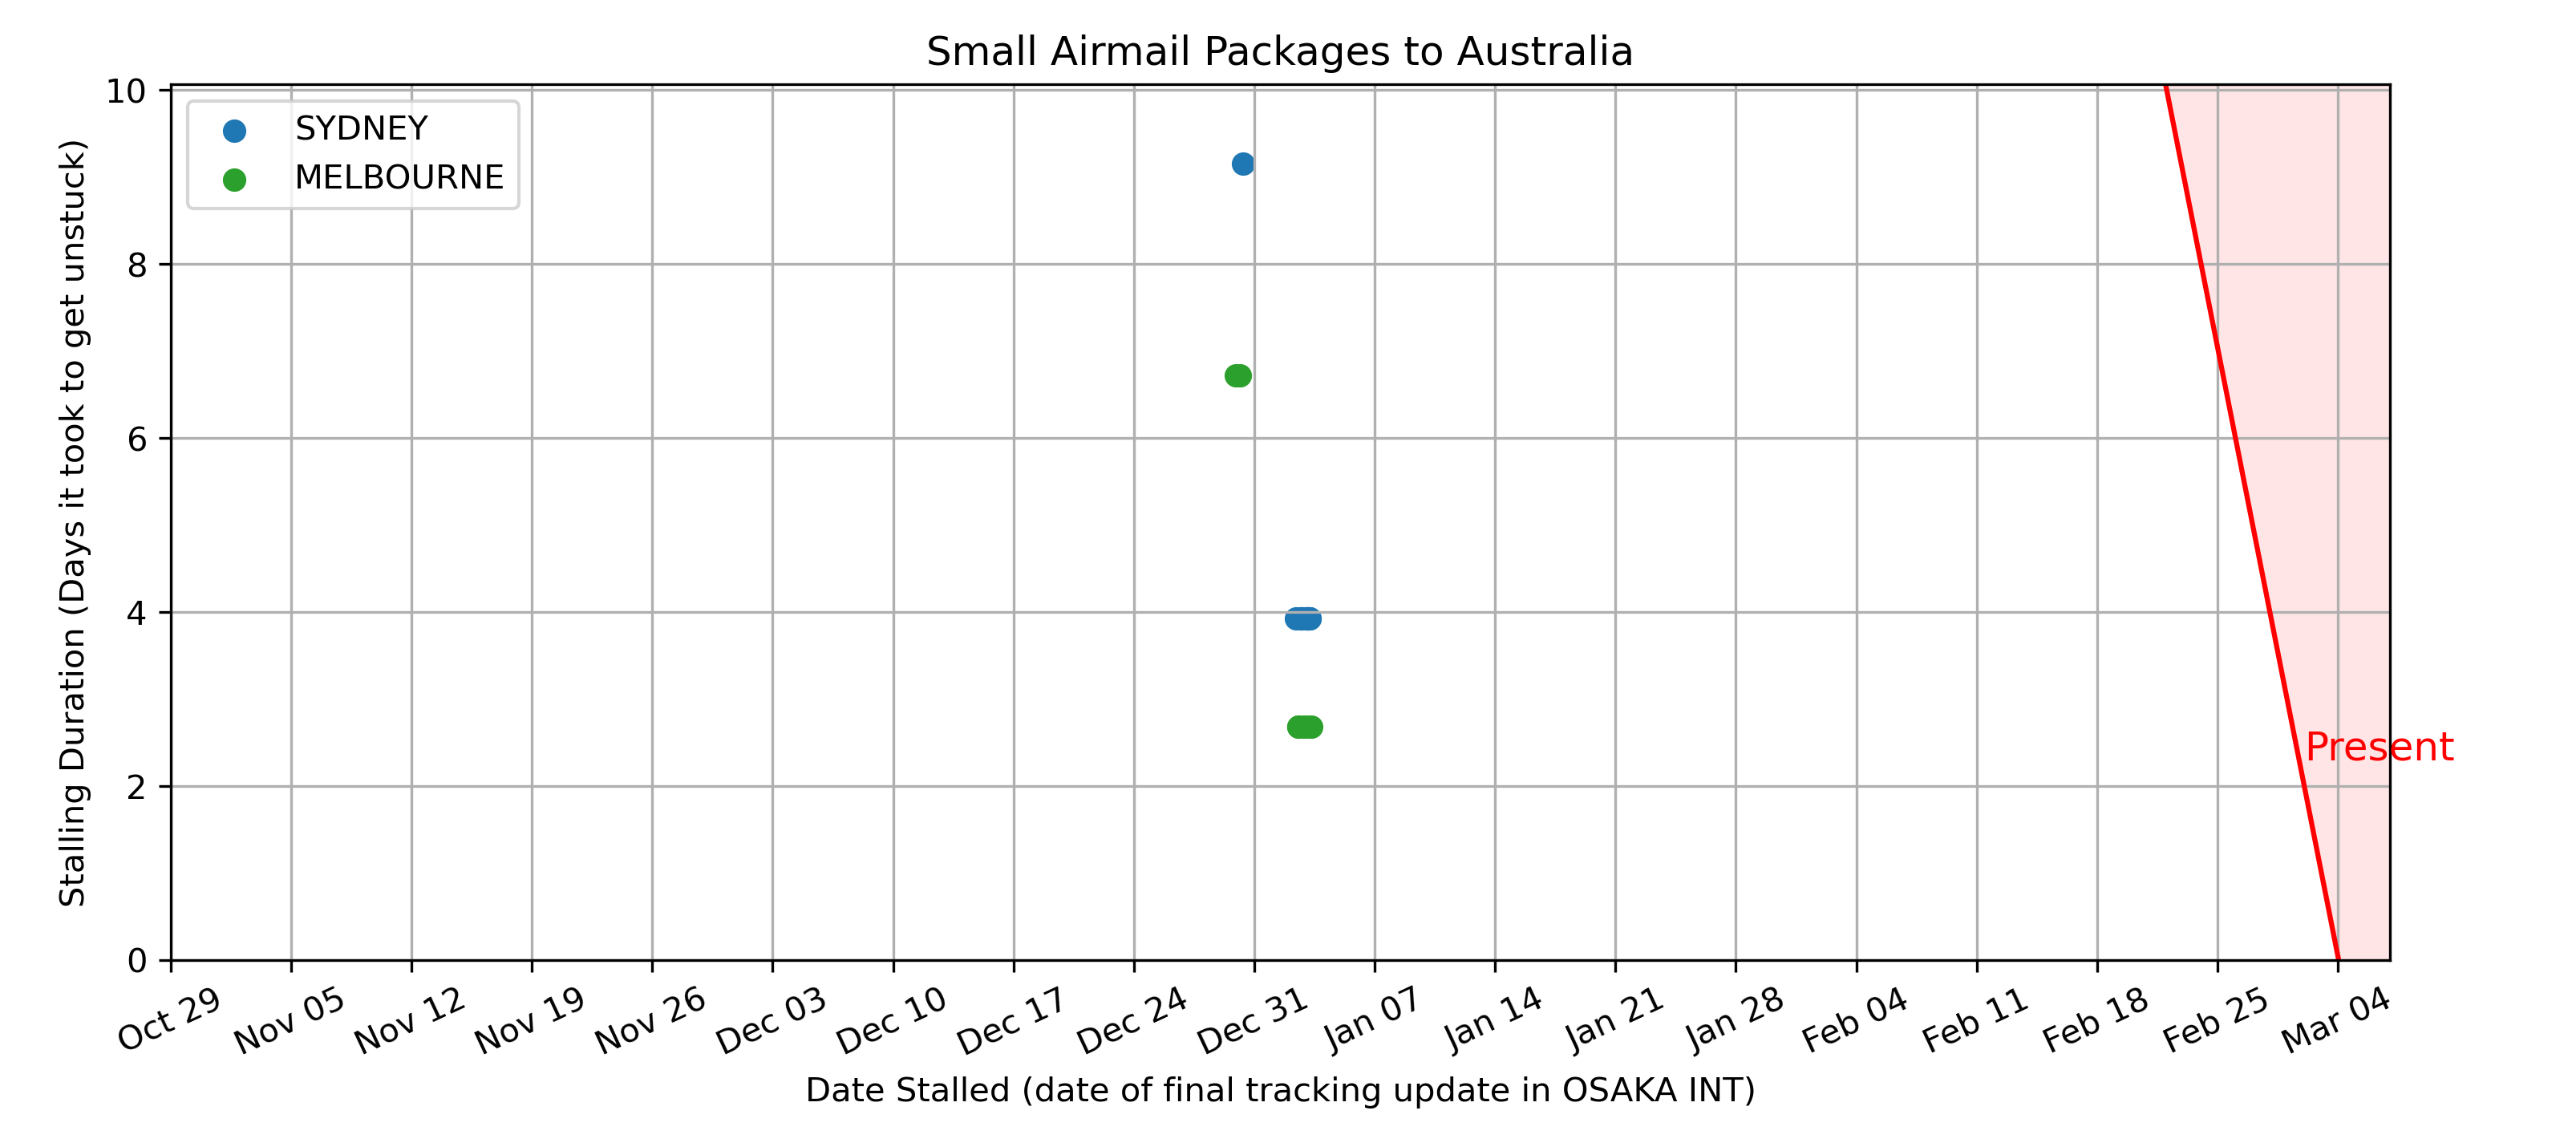 Small Airmail Packages to Australia
SYDNEY
MELBOURNE
Stalling Duration (Days it took to get unstuck)
10
8
6
4
2
0
Present
Oct 29
Nov 05
Nov 12
Nov 19
Nov 26
Dec 03
Dec 10
Dec 17
Dec 24
Dec 31
Jan 07
Jan 14
Jan 21
Jan 28
Feb 04
Feb 11
Feb 18
Feb 25
Mar 04
Date Stalled (date of final tracking update in OSAKA INT)